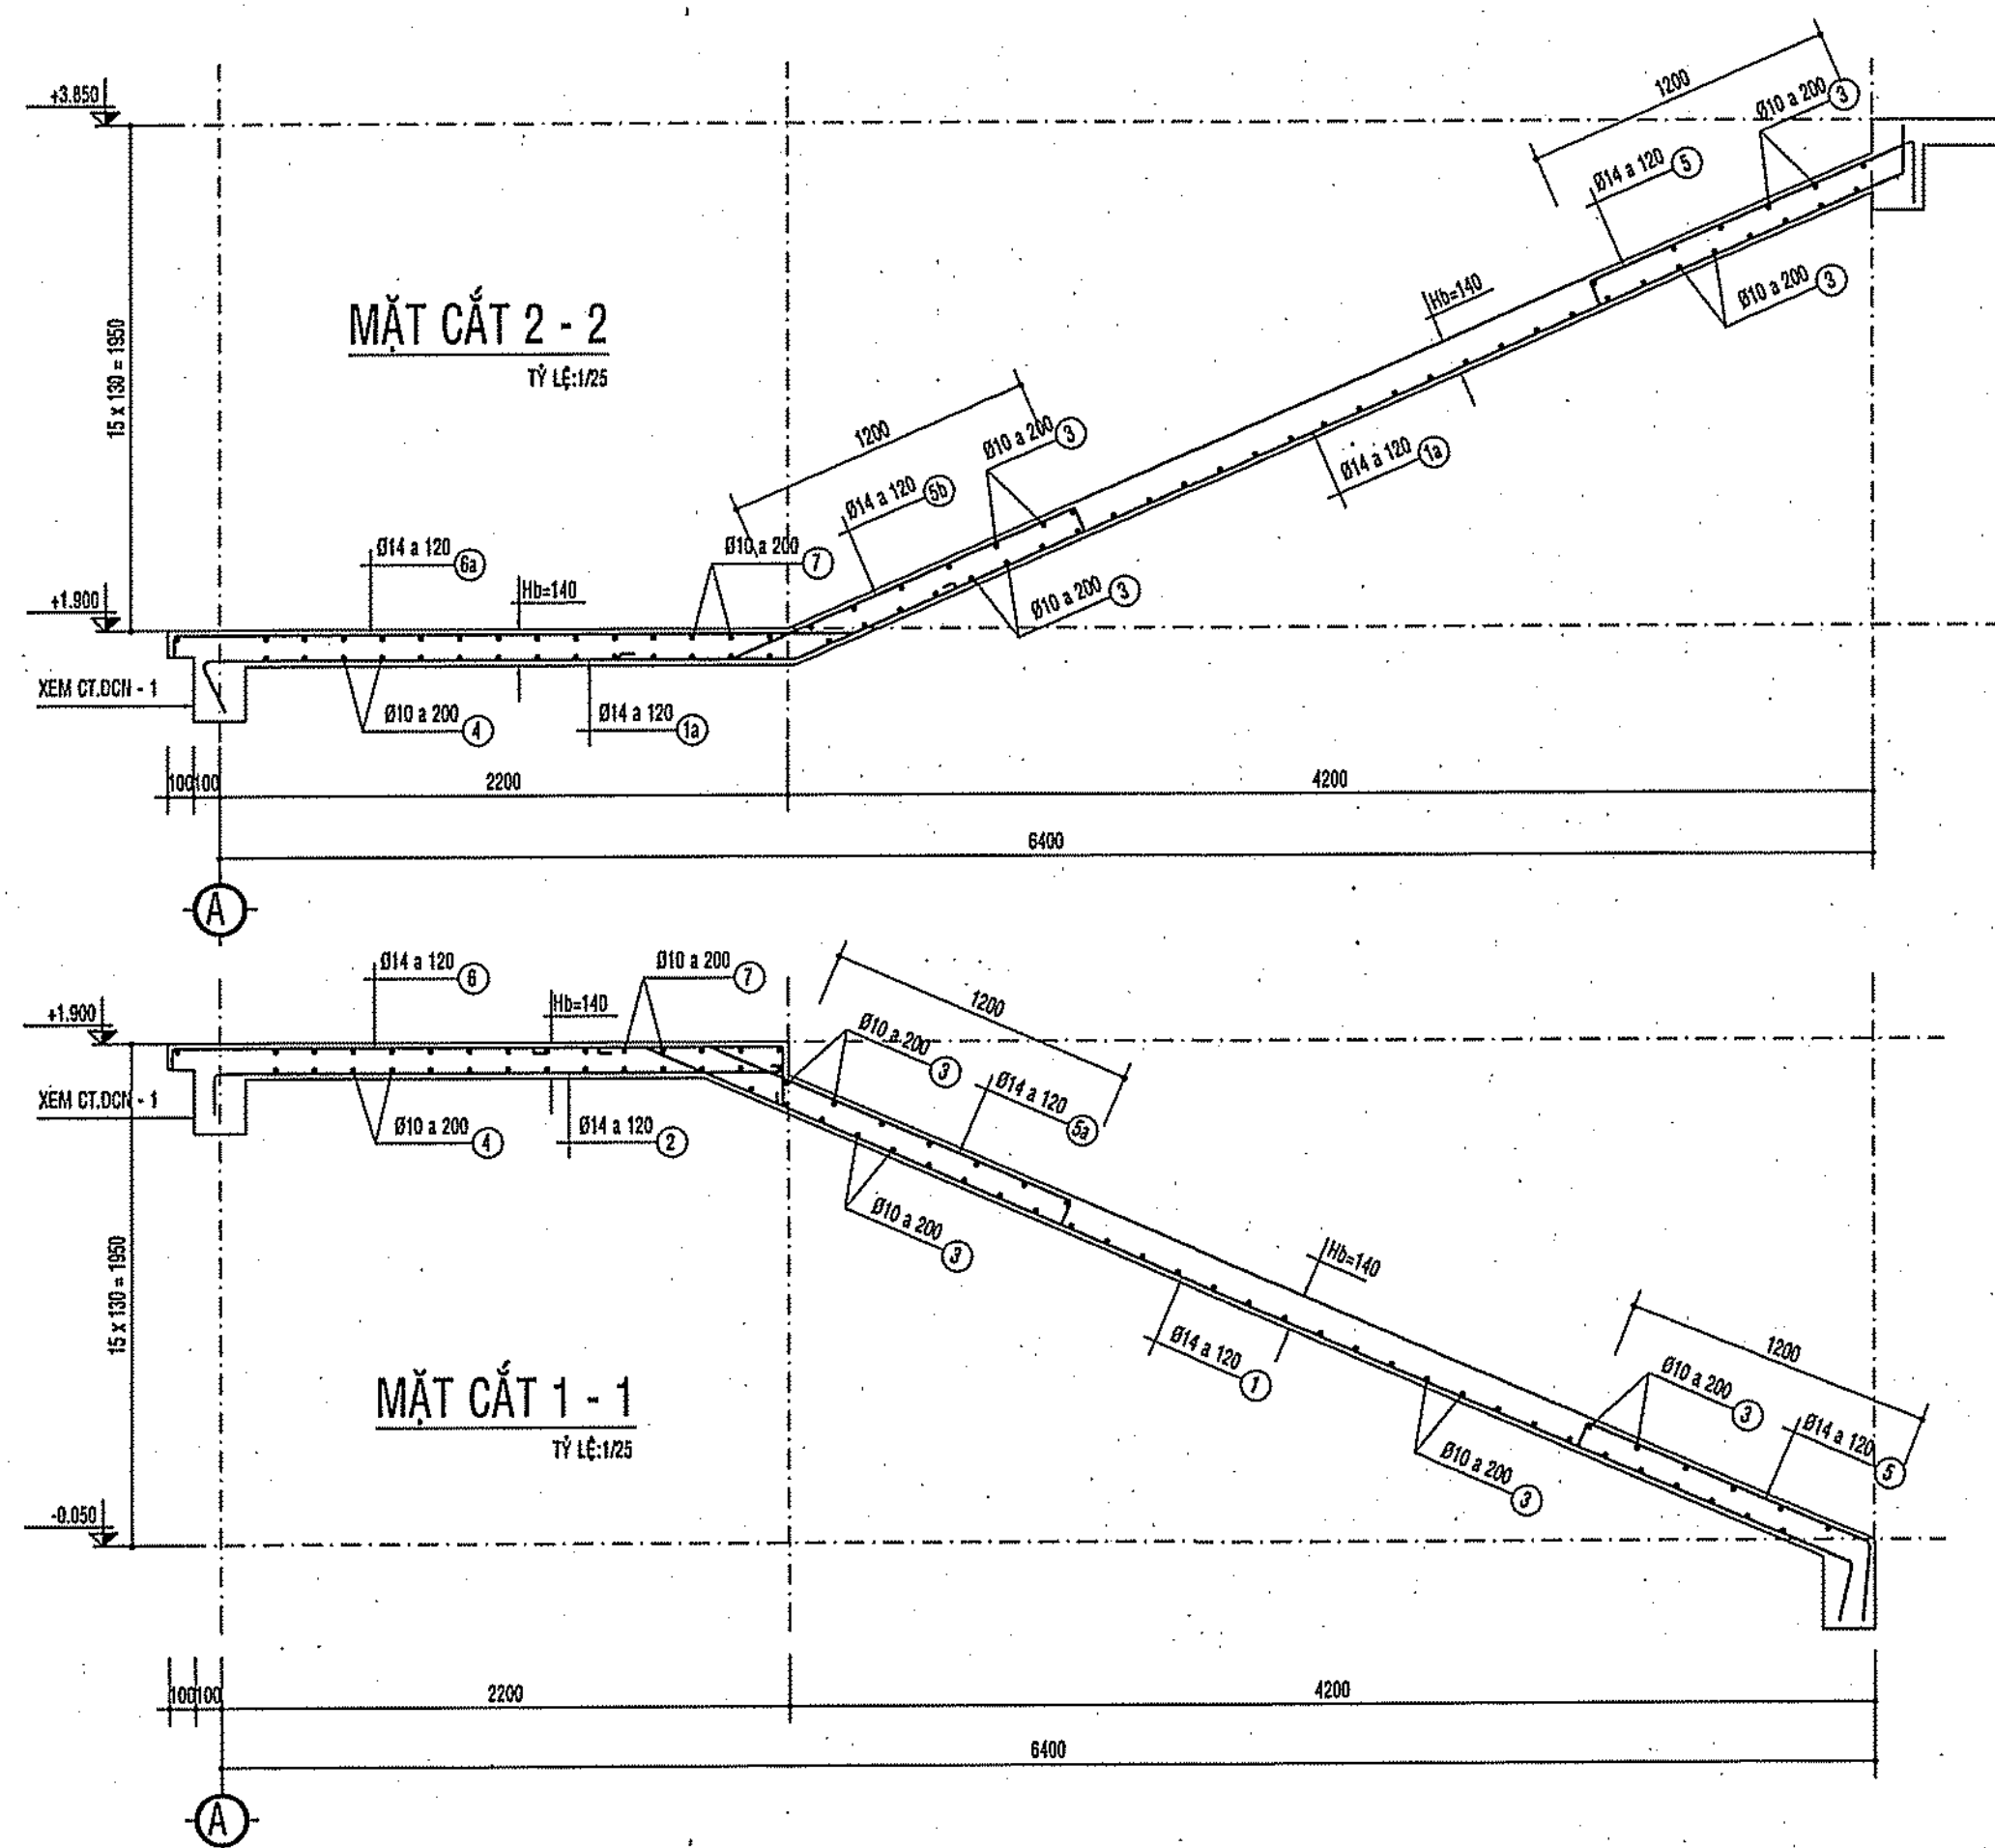 +3.850
1200
Ø10 a 200 3
Ø14 a 120 5
MẶT CẮT 2 - 2
TỶ LỆ:1/25
15 x 130 = 1950
Hb=140
Ø10 a 200 3
1200
Ø10 a 200 3
Ø14 a 120 1a
Ø14 a 120 5b
Ø14 a 120 6a
Hb=140
Ø10 a 200 7
Ø10 a 200 3
+1.900
XEM CT.DCN - 1
Ø10 a 200 4
Ø14 a 120 1a
100
100
2200
4200
6400
A
Ø14 a 120 6
Ø10 a 200 7
Hb=140
1200
+1.900
Ø10 a 200 3
Ø14 a 120 5a
XEM CT.DCN - 1
Ø10 a 200 4
Ø14 a 120 2
Ø10 a 200 3
15 x 130 = 1950
Hb=140
Ø14 a 120 1
1200
MẶT CẮT 1 - 1
TỶ LỆ:1/25
Ø10 a 200 3
Ø14 a 120 5
Ø10 a 200 3
-0.050
100
100
2200
4200
6400
A